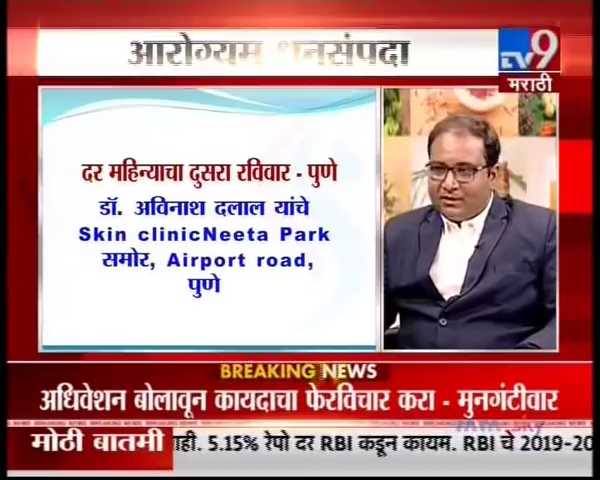 आरोग्यम धनसंपदा
TV9
मराठी
दर महिन्याचा दुसरा रविवार - पुणे
डॉ. अविनाश दलाल यांचे
Skin clinicNeeta Park
समोर, Airport road,
पुणे
BREAKING NEWS
अधिवेशन बोलावून कायदाचा फेरविचार करा - मुनगंटीवार
मोठी बातमी
ाही. 5.15% रेपो दर RBI कडून कायम. RBI चे 2019-20